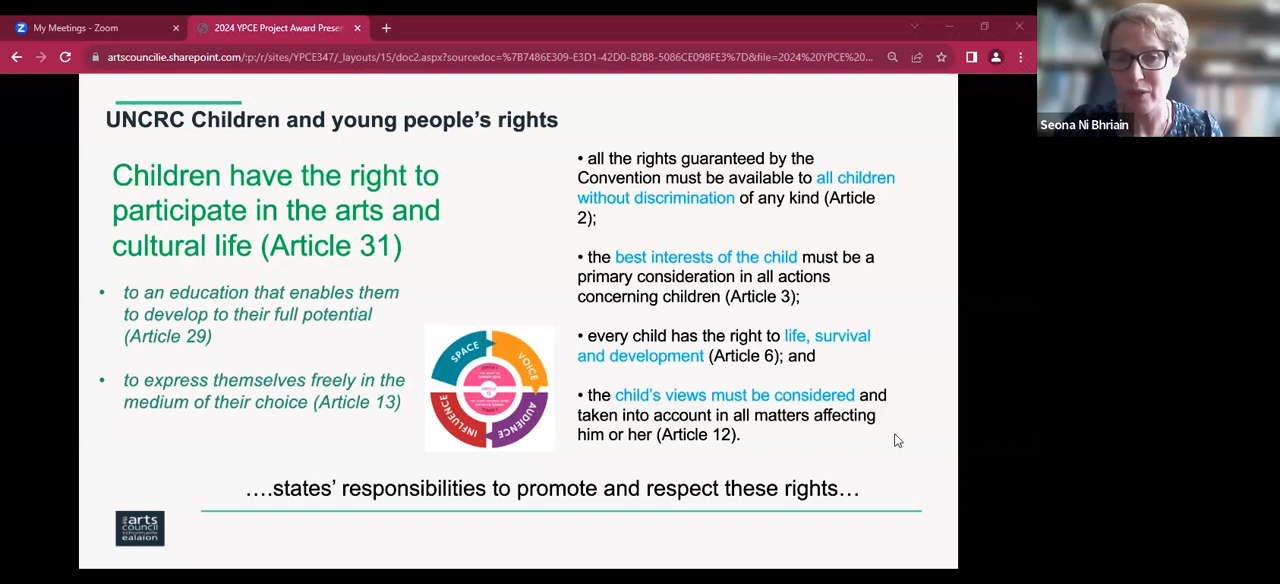 My Meetings - Zoom
2024 YPCE Project Award Presen
artscouncilie.sharepoint.com/:p:/r/sites/YPCE347/_layouts/15/doc2.aspx?sourcedoc=%7B7486E309-E3D1-42D0-B2B8-5086CE098FE3%7D&file=2024%20YPCE%20...
Seona Ni Bhriain
UNCRC Children and young people's rights
Children have the right to
participate in the arts and
cultural life (Article 31)
• to an education that enables them
to develop to their full potential
(Article 29)
• to express themselves freely in the
medium of their choice (Article 13)
SPACE
VOICE
INFLUENCE
AUDIENCE
• all the rights guaranteed by the
Convention must be available to all children
without discrimination of any kind (Article
2);
• the best interests of the child must be a
primary consideration in all actions
concerning children (Article 3);
• every child has the right to life, survival
and development (Article 6); and
• the child's views must be considered and
taken into account in all matters affecting
him or her (Article 12).
….states' responsibilities to promote and respect these rights…
arts
council
ealaíon